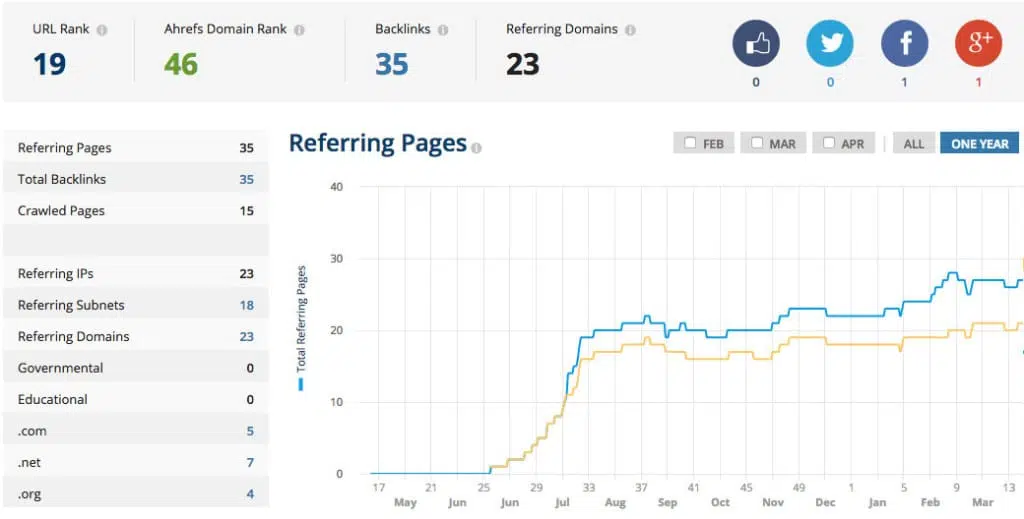 URL Rank
19
Ahrefs Domain Rank
46
Backlinks
35
Referring Domains
23
0
0
f
1
g+
1
Referring Pages 35
Total Backlinks 35
Crawled Pages 15
Referring IPs 23
Referring Subnets 18
Referring Domains 23
Governmental 0
Educational 0
.com 5
.net 7
.org 4
Referring Pages
FEB MAR APR ALL ONE YEAR
Total Referring Pages
40
30
20
10
0
17 21 25 29 33 37 41 45 49 1 5 9 13
May Jun Jun Jul Aug Sep Oct Nov Dec Jan Feb Mar